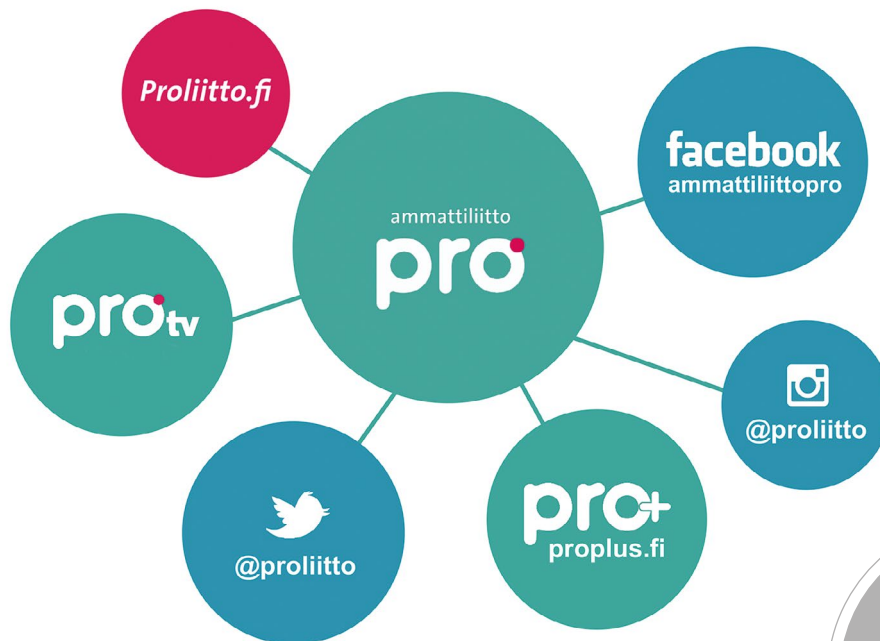 Proliitto.fi
facebook
ammattiliittopro
ammattiliitto
pro
pro tv
@proliitto
@proliitto
pro+
proplus.fi